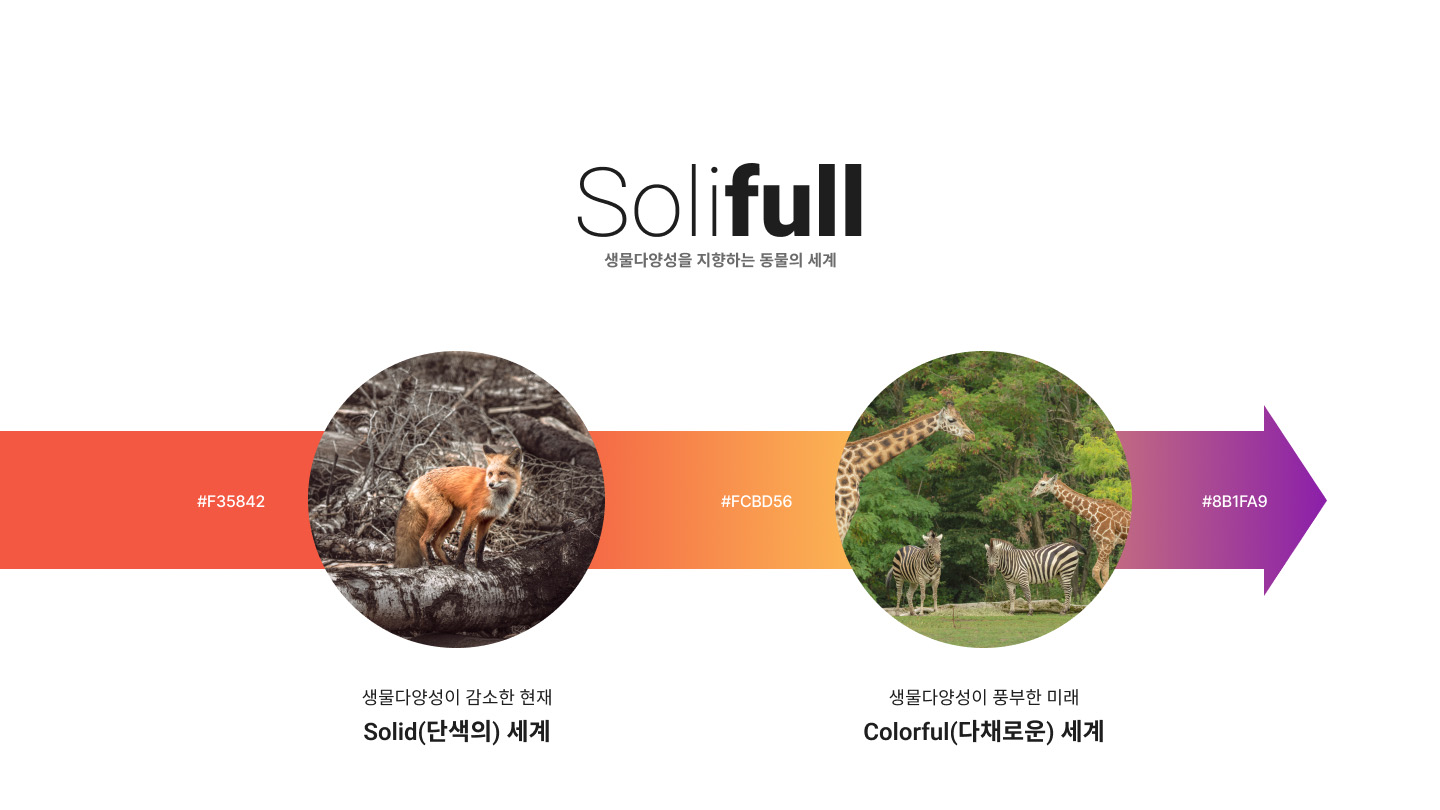 Solifull
생물다양성을 지향하는 동물의 세계
#F35842
#FCBD56
#8B1FA9
생물다양성이 감소한 현재
Solid(단색의) 세계
생물다양성이 풍부한 미래
Colorful(다채로운) 세계